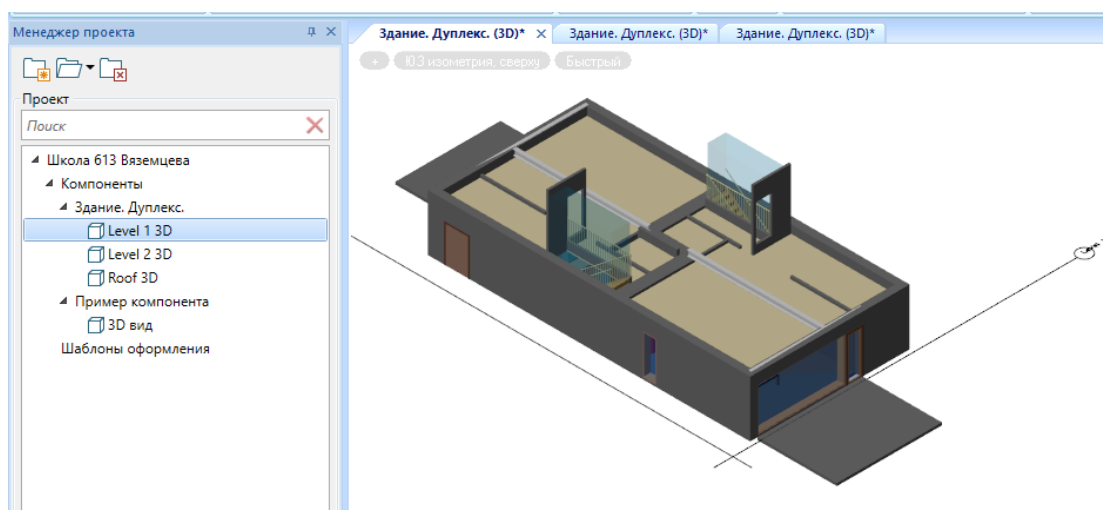 Менеджер проекта
Здание. Дуплекс. (3D)* Здание. Дуплекс. (3D)* Здание. Дуплекс. (3D)*
+ ЮЗ изометрия, сверху Быстрый
Проект
Поиск
Школа 613 Вяземцева
Компоненты
Здание. Дуплекс.
Level 1 3D
Level 2 3D
Roof 3D
Пример компонента
3D вид
Шаблоны оформления